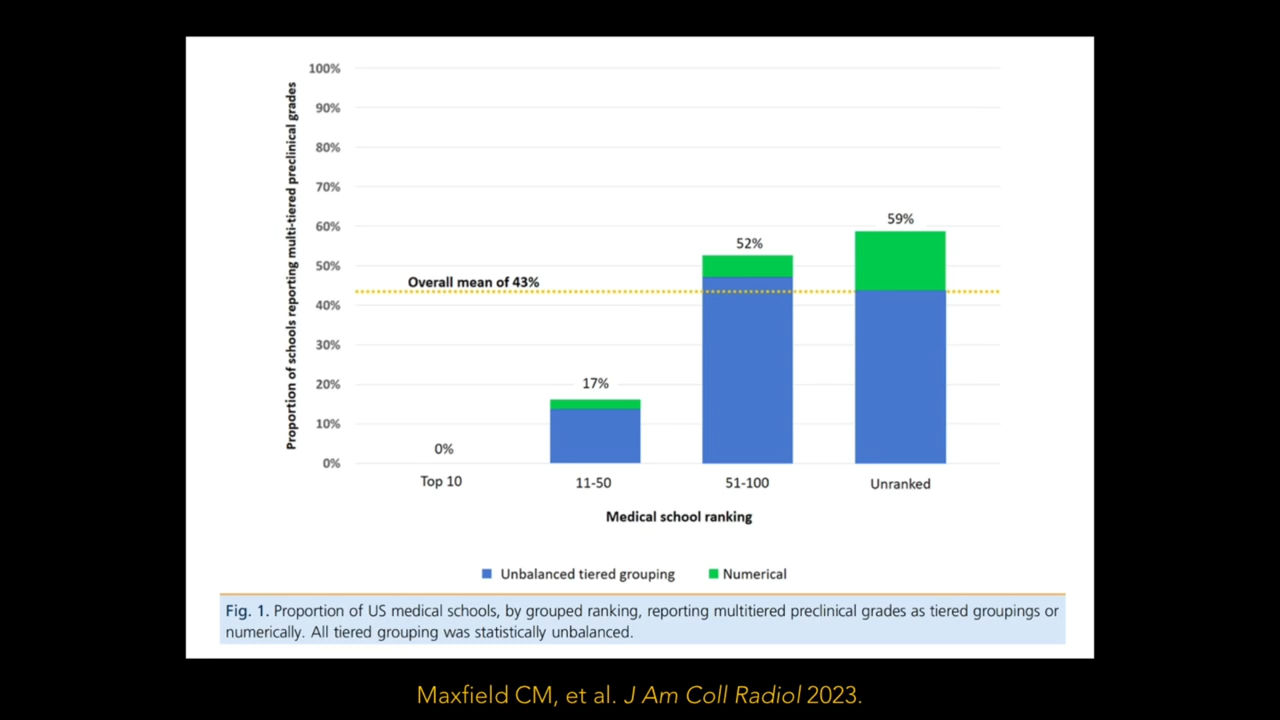 Proportion of schools reporting multi-tiered preclinical grades
100%
90%
80%
70%
60%
50%
40%
30%
20%
10%
0%
Overall mean of 43%
0%
17%
52%
59%
Top 10
11-50
51-100
Unranked
Medical school ranking
Unbalanced tiered grouping
Numerical
Fig. 1. Proportion of US medical schools, by grouped ranking, reporting multitiered preclinical grades as tiered groupings or
numerically. All tiered grouping was statistically unbalanced.
Maxfield CM, et al. J Am Coll Radiol 2023.